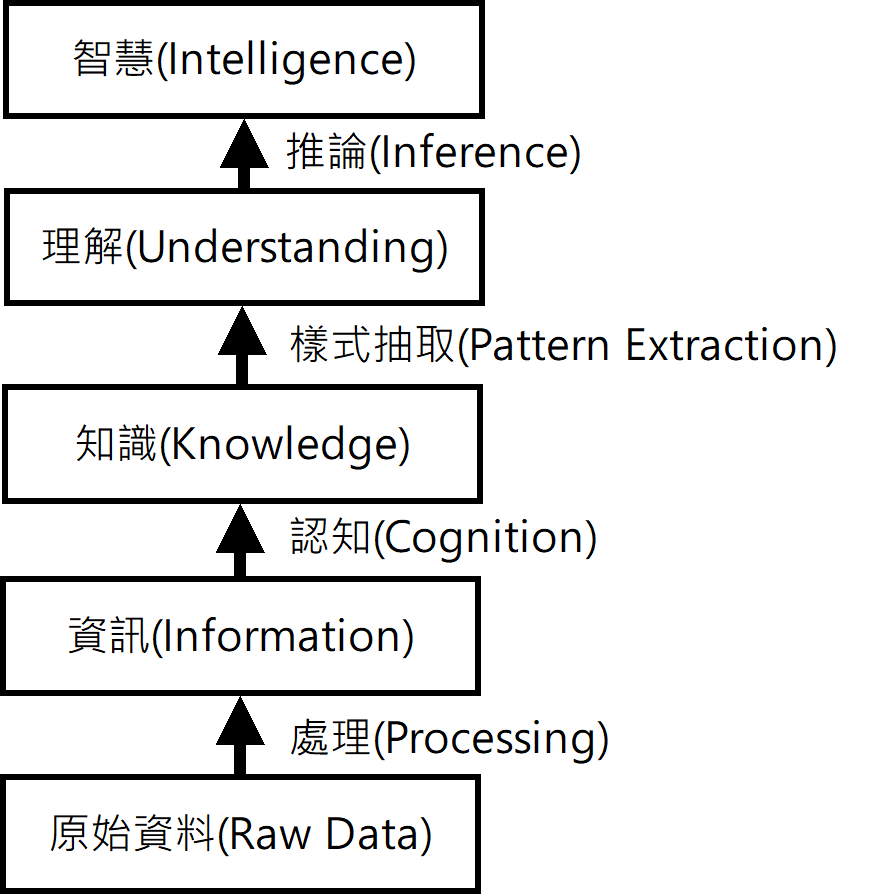 智慧(Intelligence)
推論(Inference)
理解(Understanding)
樣式抽取(Pattern Extraction)
知識(Knowledge)
認知(Cognition)
資訊(Information)
處理(Processing)
原始資料(Raw Data)